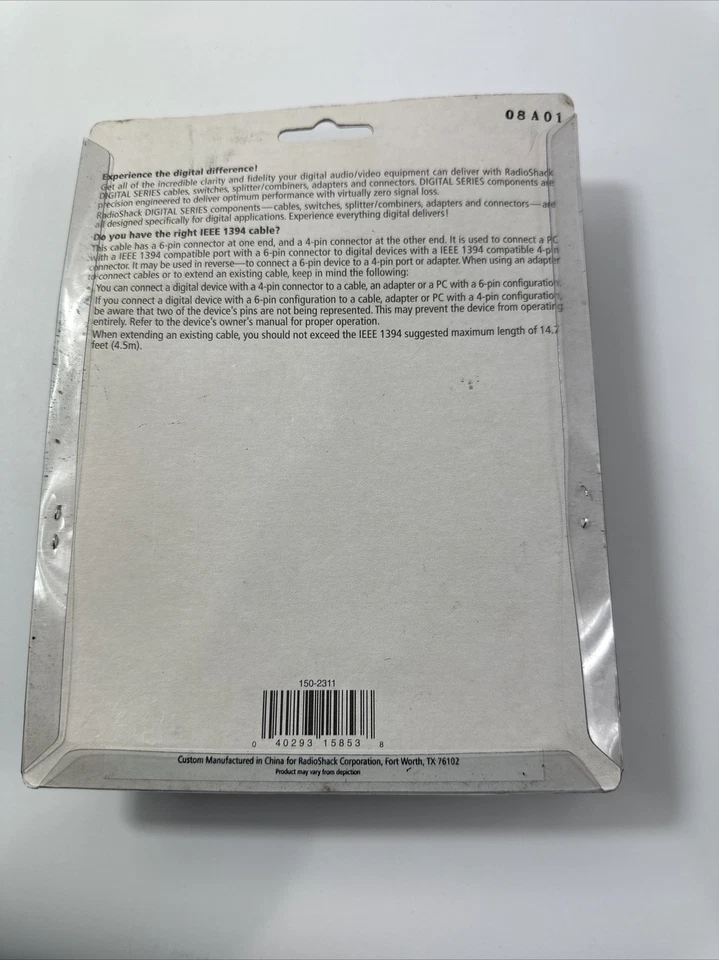 08A01
Experience the digital difference!
Get all of the incredible clarity and fidelity your digital audio/video equipment can deliver with RadioShack
DIGITAL SERIES cables, switches, splitter/combiners, adapters and connectors. DIGITAL SERIES components are
precision engineered to deliver optimum performance with virtually zero signal loss.
RadioShack DIGITAL SERIES components—cables, switches, splitter/combiners, adapters and connectors—are
all designed specifically for digital applications. Experience everything digital delivers!
Do you have the right IEEE 1394 cable?
This cable has a 6-pin connector at one end, and a 4-pin connector at the other end. It is used to connect a PC
with a IEEE 1394 compatible port with a 6-pin connector to digital devices with a IEEE 1394 compatible 4-pin
connector. It may be used in reverse—to connect a 6-pin device to a 4-pin port or adapter. When using an adapter
to connect cables or to extend an existing cable, keep in mind the following:
• You can connect a digital device with a 4-pin connector to a cable, an adapter or a PC with a 6-pin configuration.
• If you connect a digital device with a 6-pin configuration to a cable, adapter or PC with a 4-pin configuration,
be aware that two of the device's pins are not being represented. This may prevent the device from operating
entirely. Refer to the device's owner's manual for proper operation.
When extending an existing cable, you should not exceed the IEEE 1394 suggested maximum length of 14.7
feet (4.5m).
150-2311
0 40293 15853 8
Custom Manufactured in China for RadioShack Corporation, Fort Worth, TX 76102
Product may vary from depiction